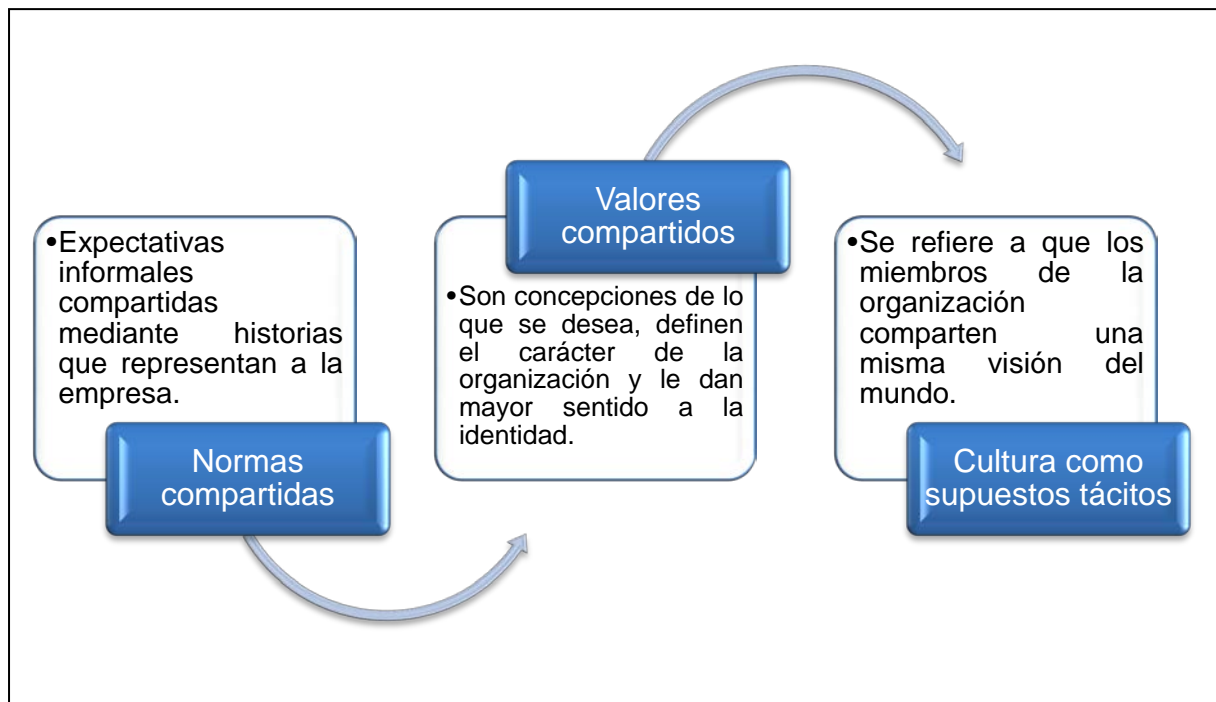 •Expectativas
informales
compartidas
mediante historias
que representan a la
empresa.
Normas
compartidas
Valores
compartidos
•Son concepciones de lo
que se desea, definen
el carácter de la
organización y le dan
mayor sentido a la
identidad.
•Se refiere a que los
miembros de la
organización
comparten una
misma visión del
mundo.
Cultura como
supuestos tácitos